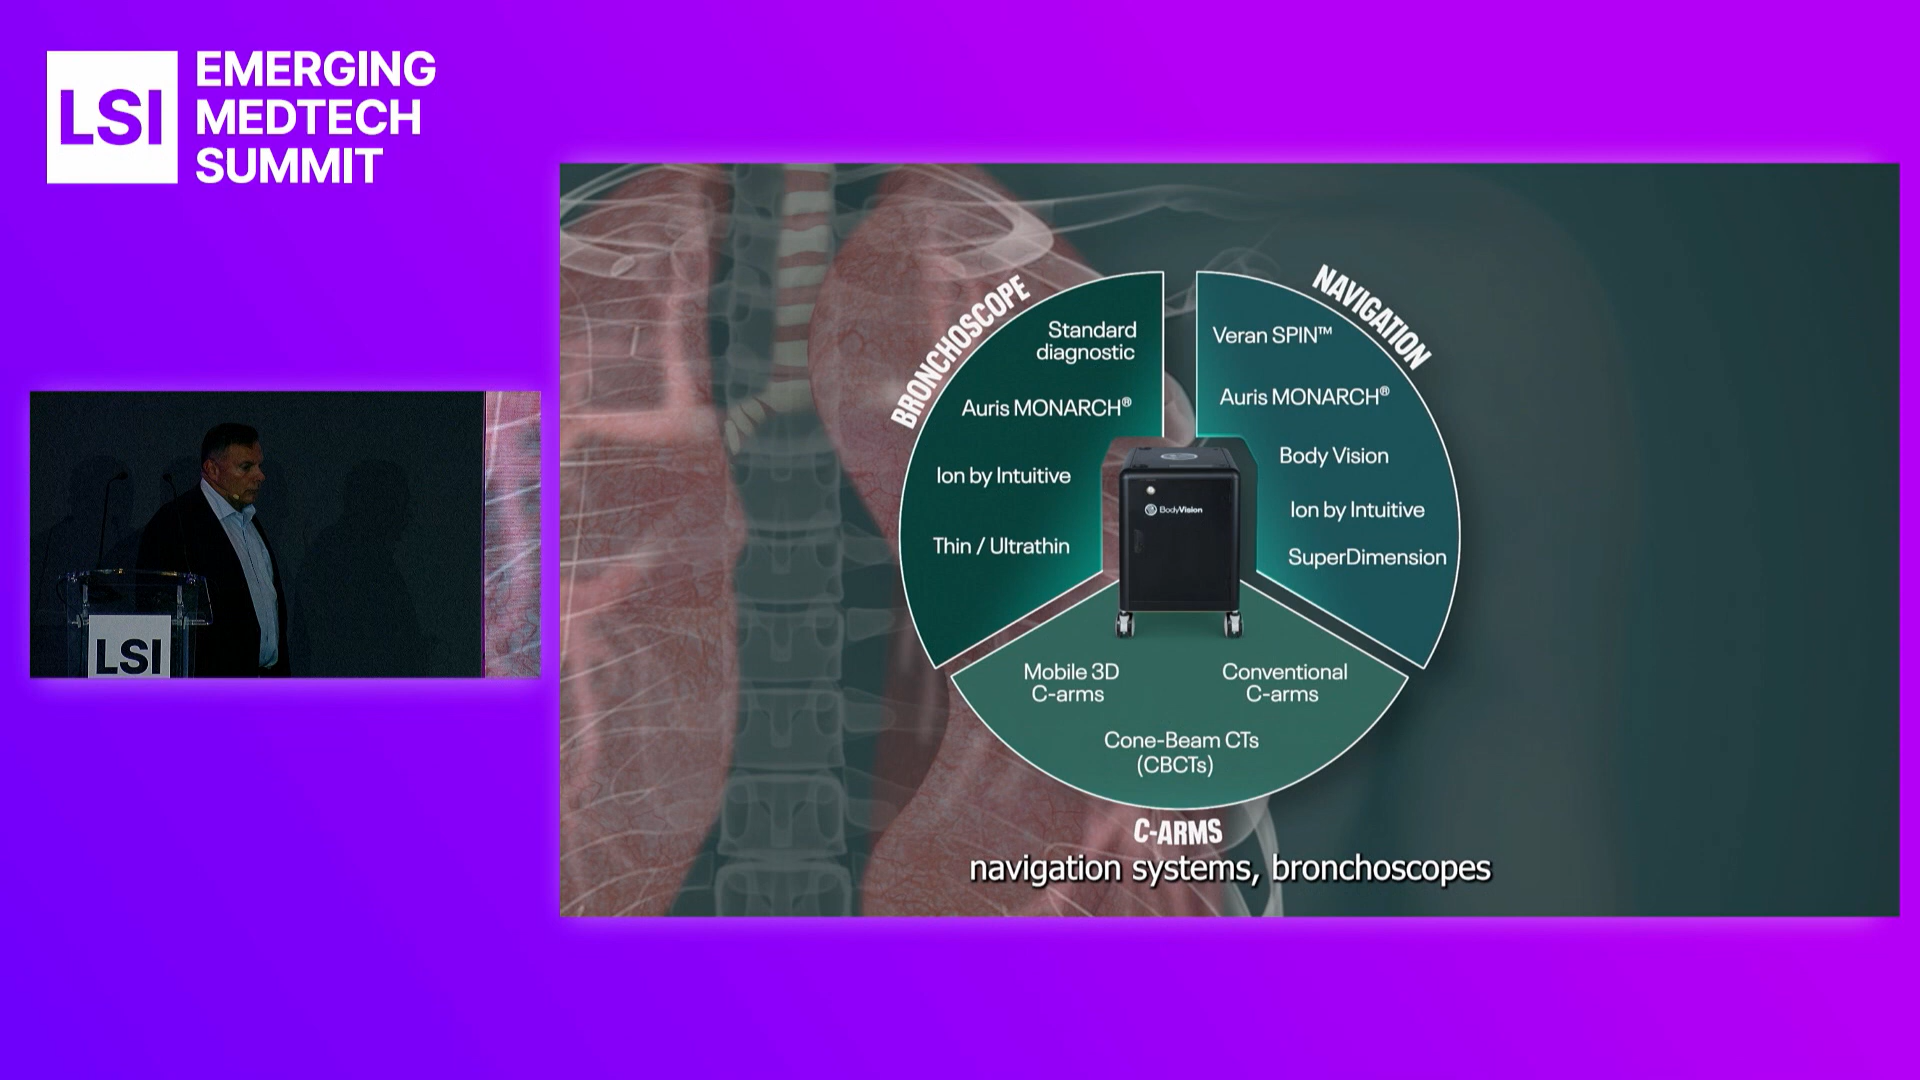 LSI
EMERGING
MEDTECH
SUMMIT
LSI
BRONCHOSCOPE
Standard
diagnostic
Auris MONARCH®
Ion by Intuitive
Thin / Ultrathin
NAVIGATION
Veran SPIN™
Auris MONARCH®
Body Vision
Ion by Intuitive
SuperDimension
BodyVision
Mobile 3D
C-arms
Conventional
C-arms
Cone-Beam CTs
(CBCTs)
C-ARMS
navigation systems, bronchoscopes